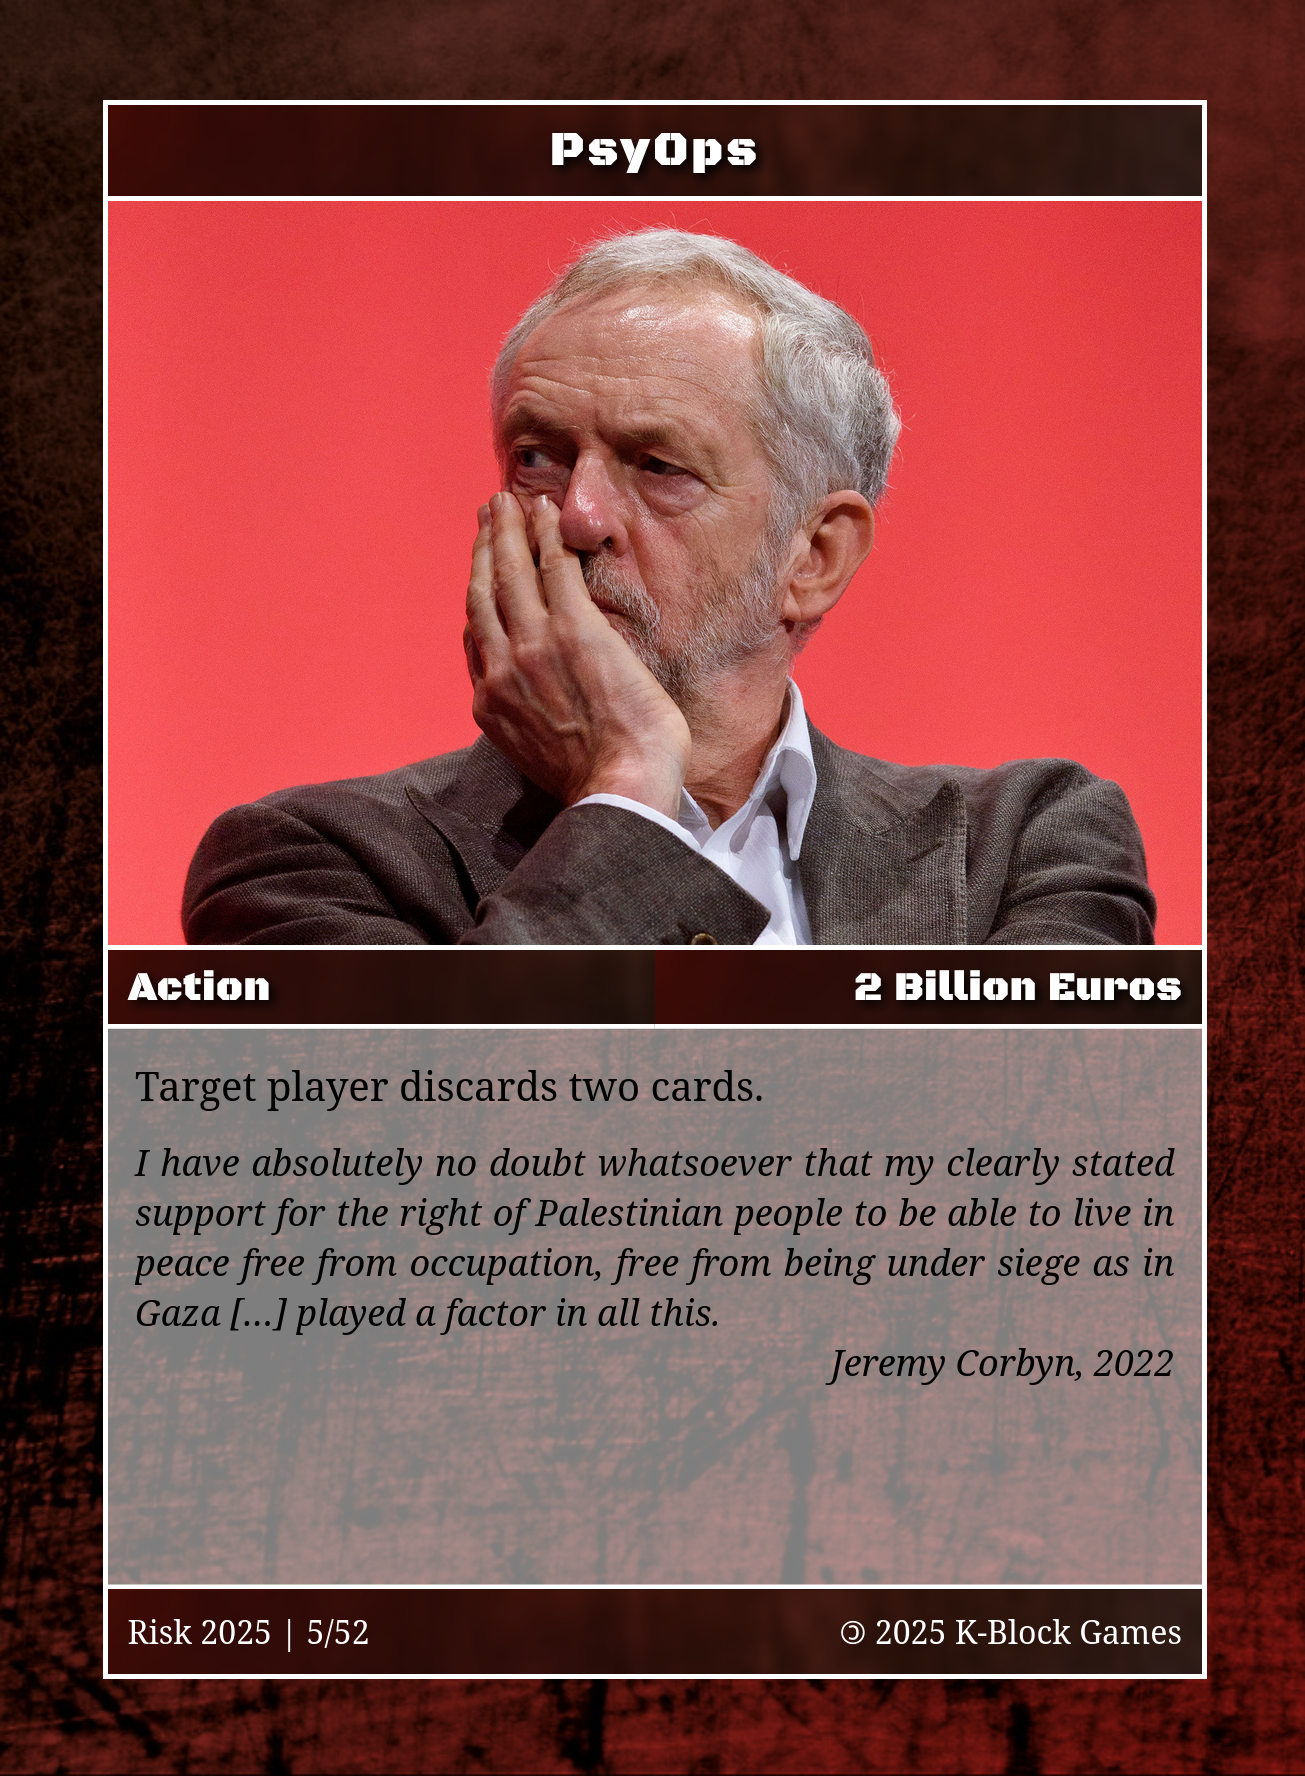 PsyOps
Action
2 Billion Euros
Target player discards two cards.
I have absolutely no doubt whatsoever that my clearly stated
support for the right of Palestinian people to be able to live in
peace free from occupation, free from being under siege as in
Gaza [...] played a factor in all this.
Jeremy Corbyn, 2022
Risk 2025 | 5/52
🄯 2025 K-Block Games